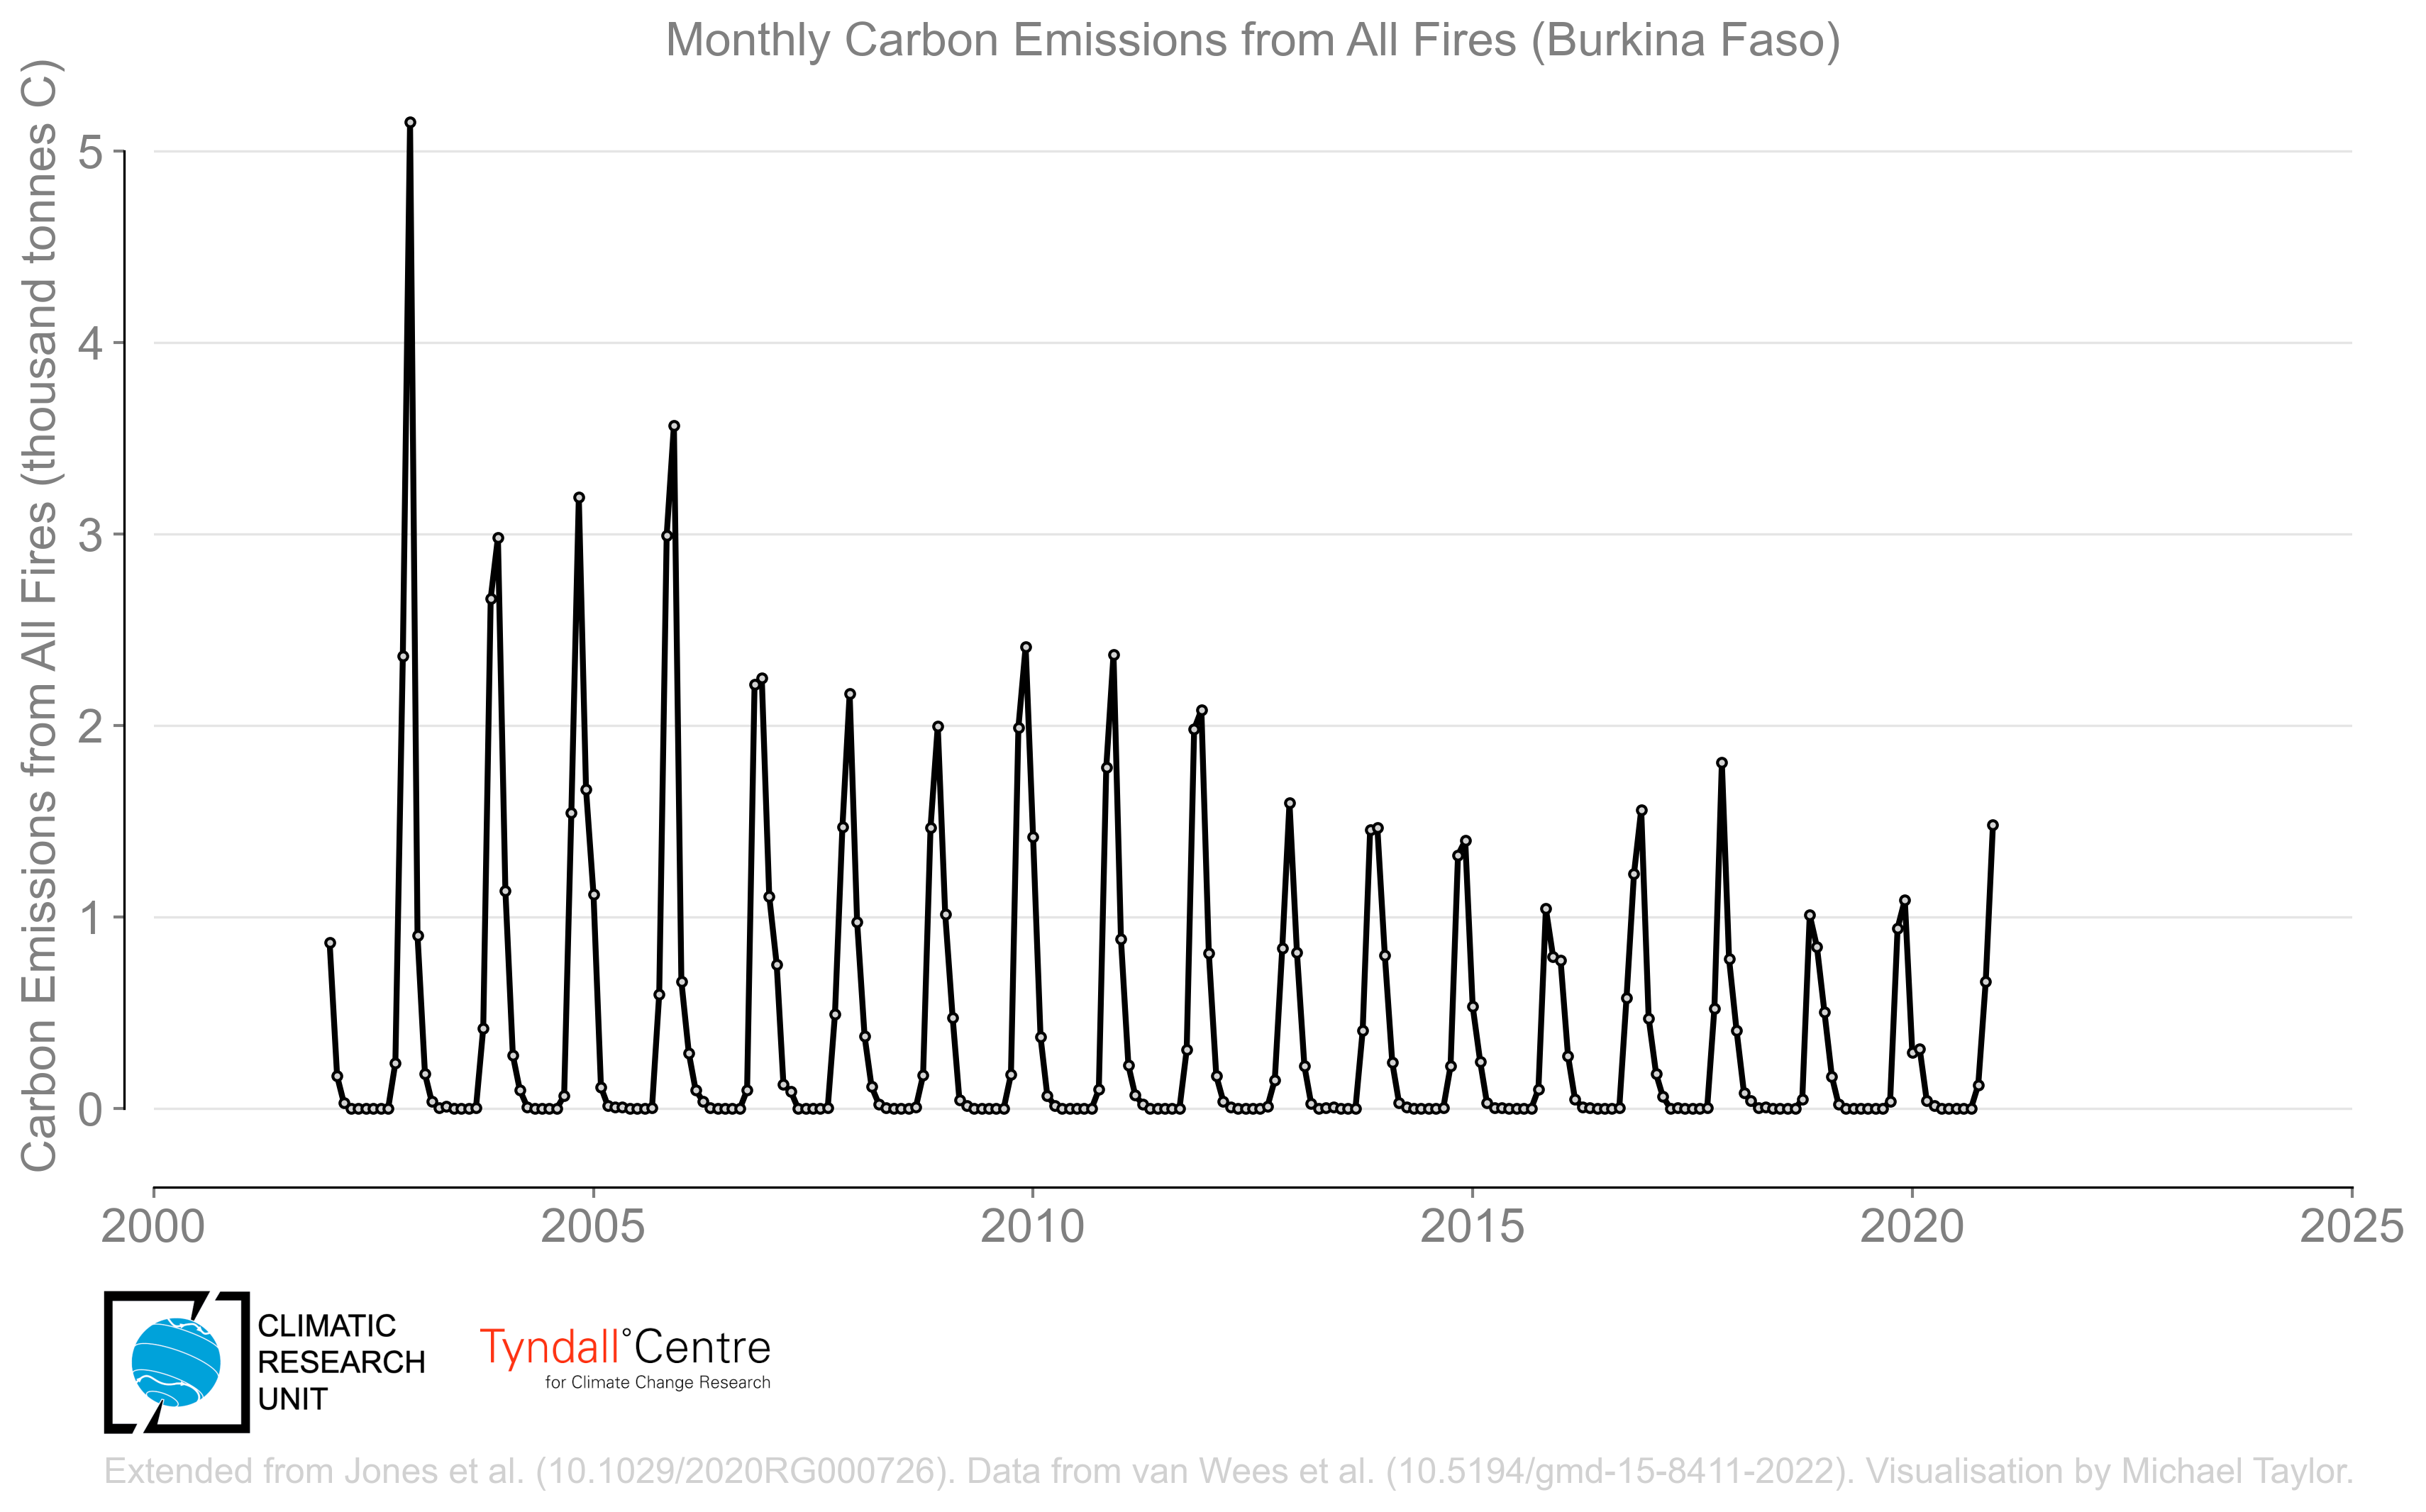 Monthly Carbon Emissions from All Fires (Burkina Faso)
Carbon Emissions from All Fires (thousand tonnes C)
5
4
3
2
1
0
2000 2005 2010 2015 2020 2025
CLIMATIC
RESEARCH
UNIT
Tyndall°Centre
for Climate Change Research
Extended from Jones et al. (10.1029/2020RG000726). Data from van Wees et al. (10.5194/gmd-15-8411-2022). Visualisation by Michael Taylor.